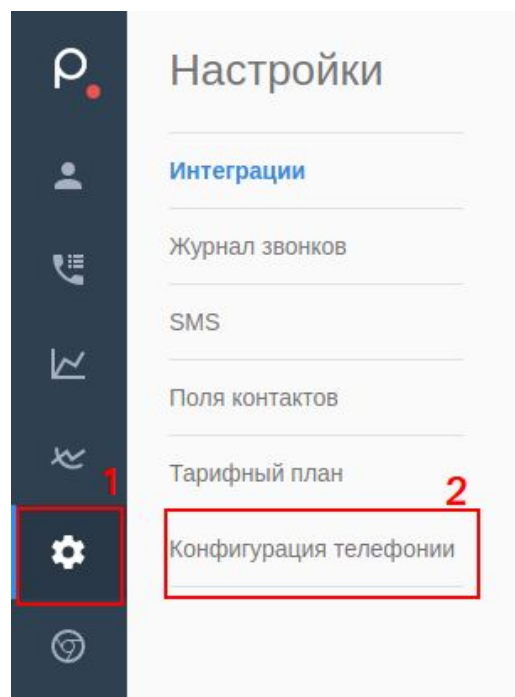 ρ.
Настройки
Интеграции
Журнал звонков
SMS
Поля контактов
Тарифный план
1
2
Конфигурация телефонии